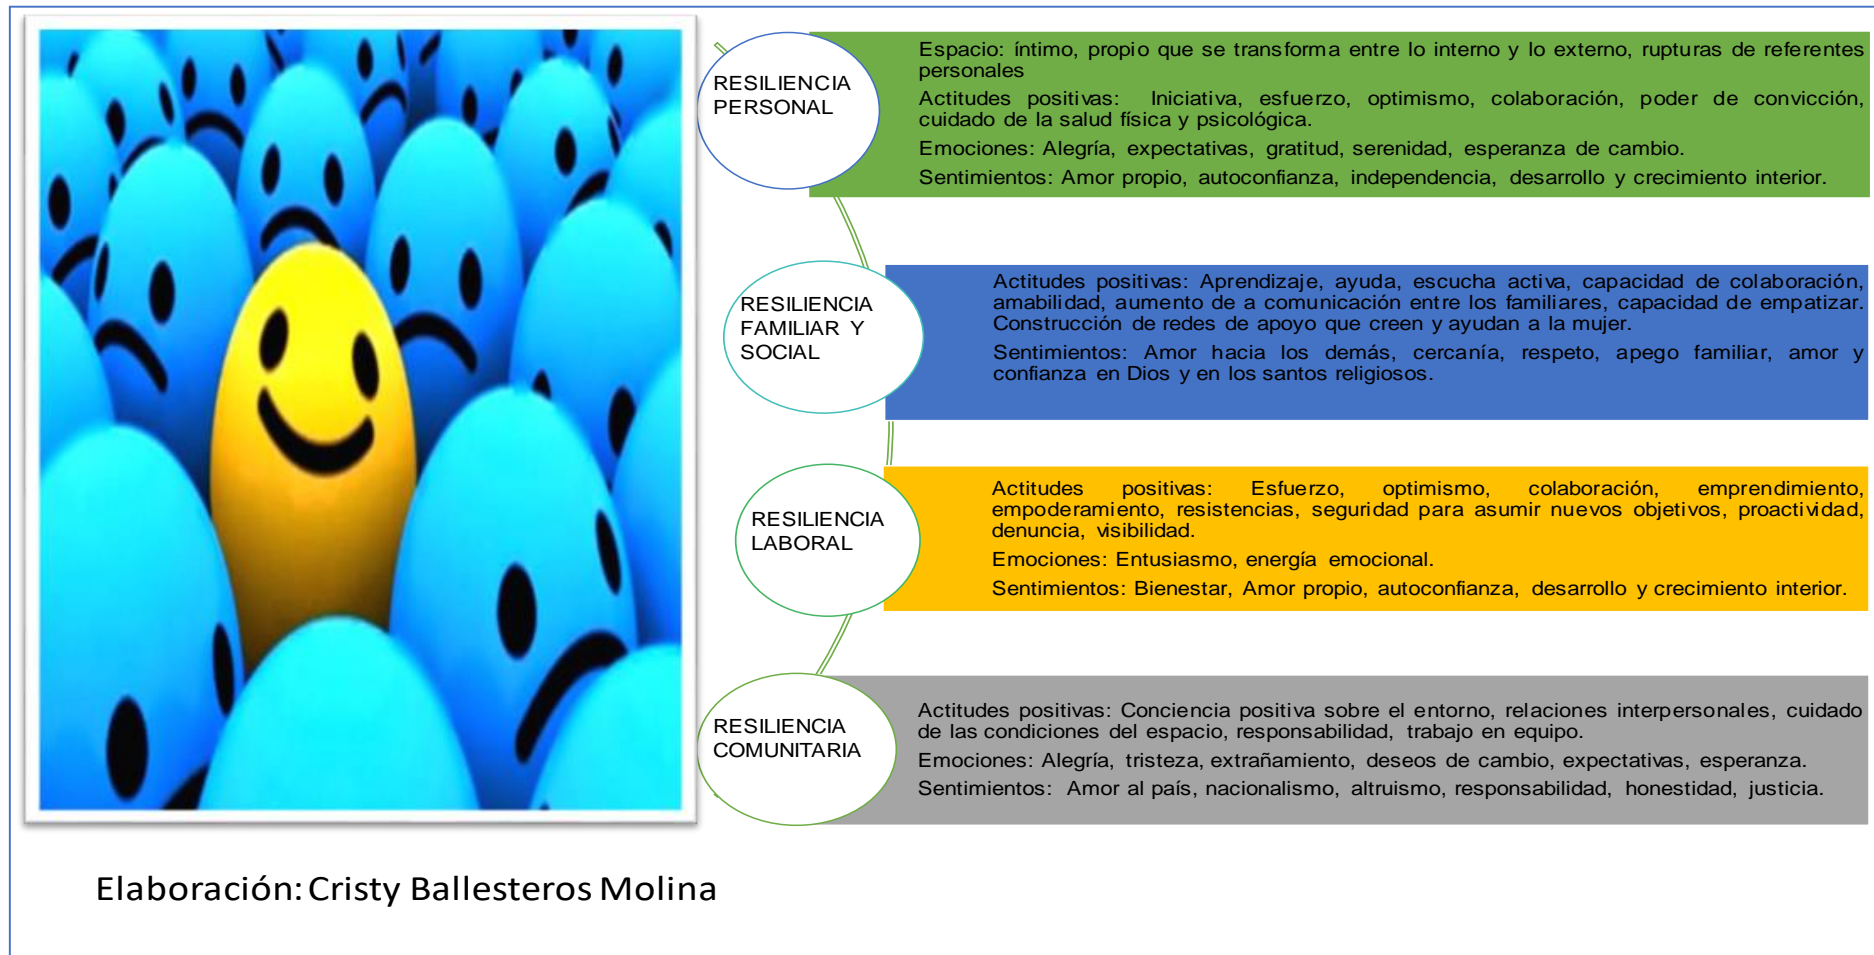 RESILIENCIA
PERSONAL
Espacio: íntimo, propio que se transforma entre lo interno y lo externo, rupturas de referentes
personales
Actitudes positivas: Iniciativa, esfuerzo, optimismo, colaboración, poder de convicción,
cuidado de la salud física y psicológica.
Emociones: Alegría, expectativas, gratitud, serenidad, esperanza de cambio.
Sentimientos: Amor propio, autoconfianza, independencia, desarrollo y crecimiento interior.
RESILIENCIA
FAMILIAR Y
SOCIAL
Actitudes positivas: Aprendizaje, ayuda, escucha activa, capacidad de colaboración,
amabilidad, aumento de a comunicación entre los familiares, capacidad de empatizar.
Construcción de redes de apoyo que creen y ayudan a la mujer.
Sentimientos: Amor hacia los demás, cercanía, respeto, apego familiar, amor y
confianza en Dios y en los santos religiosos.
RESILIENCIA
LABORAL
Actitudes positivas: Esfuerzo, optimismo, colaboración, emprendimiento,
empoderamiento, resistencias, seguridad para asumir nuevos objetivos, proactividad,
denuncia, visibilidad.
Emociones: Entusiasmo, energía emocional.
Sentimientos: Bienestar, Amor propio, autoconfianza, desarrollo y crecimiento interior.
RESILIENCIA
COMUNITARIA
Actitudes positivas: Conciencia positiva sobre el entorno, relaciones interpersonales, cuidado
de las condiciones del espacio, responsabilidad, trabajo en equipo.
Emociones: Alegría, tristeza, extrañamiento, deseos de cambio, expectativas, esperanza.
Sentimientos: Amor al país, nacionalismo, altruismo, responsabilidad, honestidad, justicia.
Elaboración: Cristy Ballesteros Molina